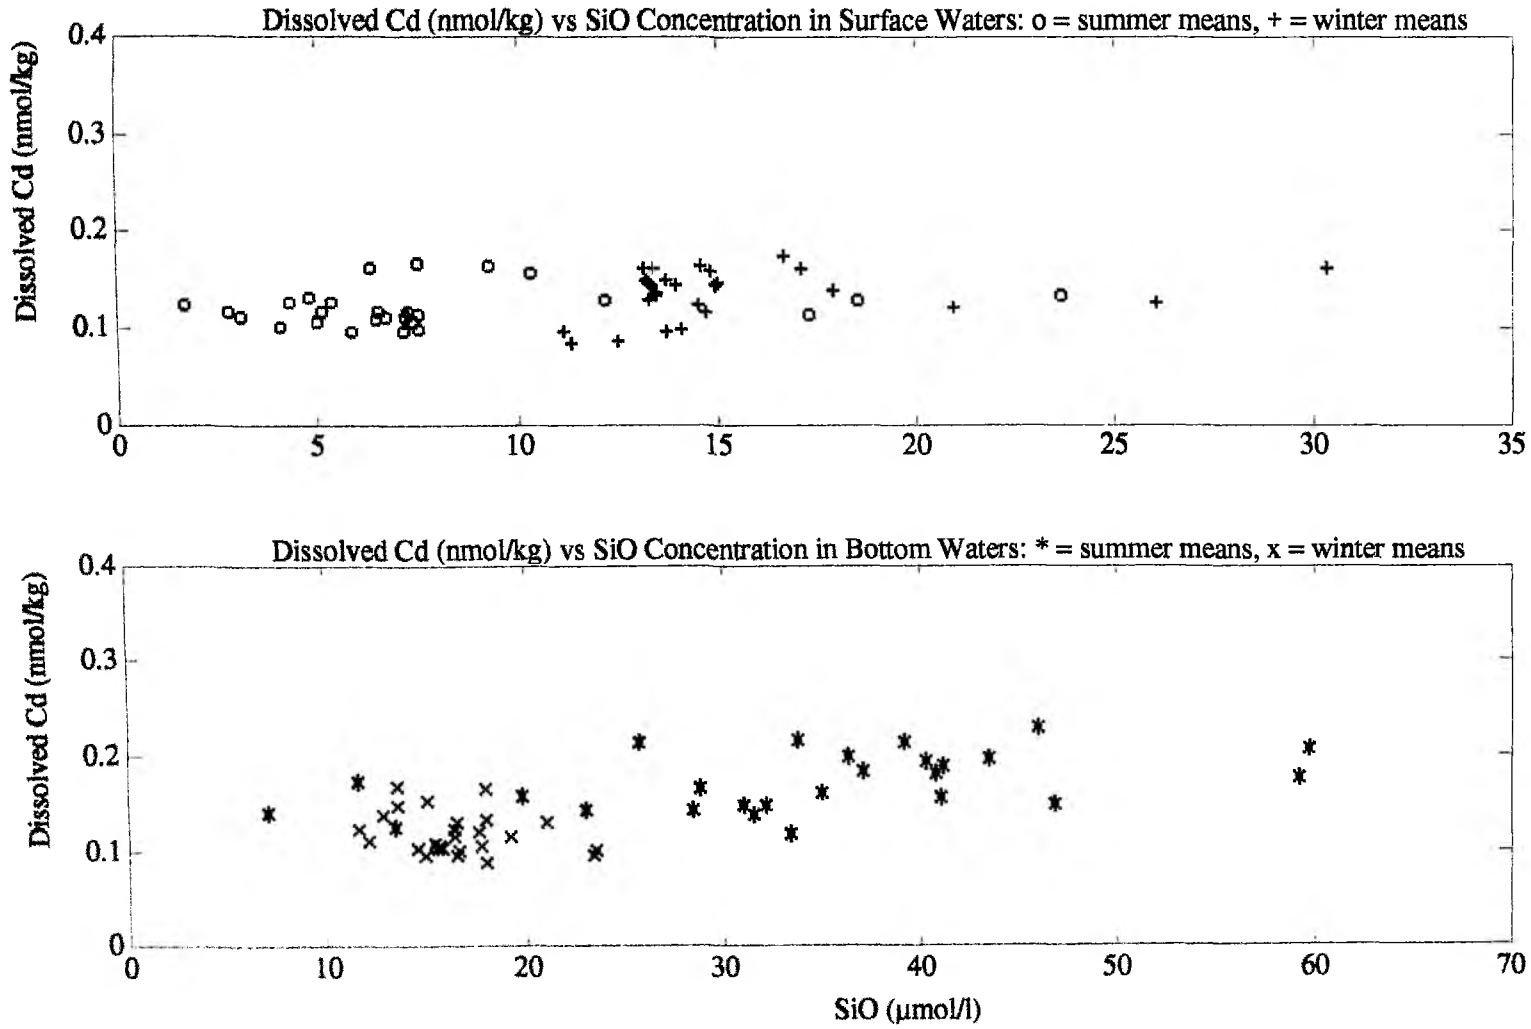 Dissolved Cd (nmol/kg) vs SiO Concentration in Surface Waters: o = summer means, + = winter means
Dissolved Cd (nmol/kg)
0.4
0.3
0.2
0.1
0
0 5 10 15 20 25 30 35
Dissolved Cd (nmol/kg) vs SiO Concentration in Bottom Waters: * = summer means, x = winter means
Dissolved Cd (nmol/kg)
0.4
0.3
0.2
0.1
0
0 10 20 30 40 50 60 70
SiO (μmol/l)